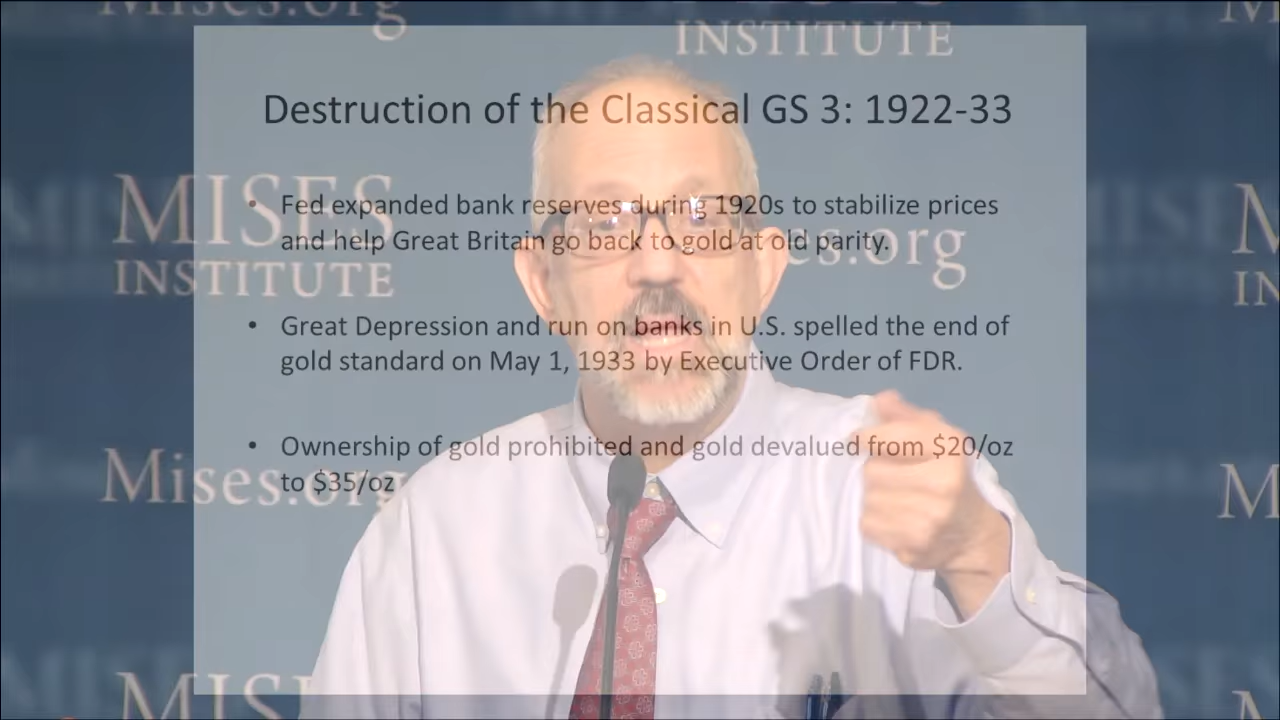 Mises.org
INSTITUTE
Destruction of the Classical GS 3: 1922-33
MISES
INSTITUTE
Mises.org
• Fed expanded bank reserves during 1920s to stabilize prices
and help Great Britain go back to gold at old parity.
• Great Depression and run on banks in U.S. spelled the end of
gold standard on May 1, 1933 by Executive Order of FDR.
• Ownership of gold prohibited and gold devalued from $20/oz
to $35/oz
MISES